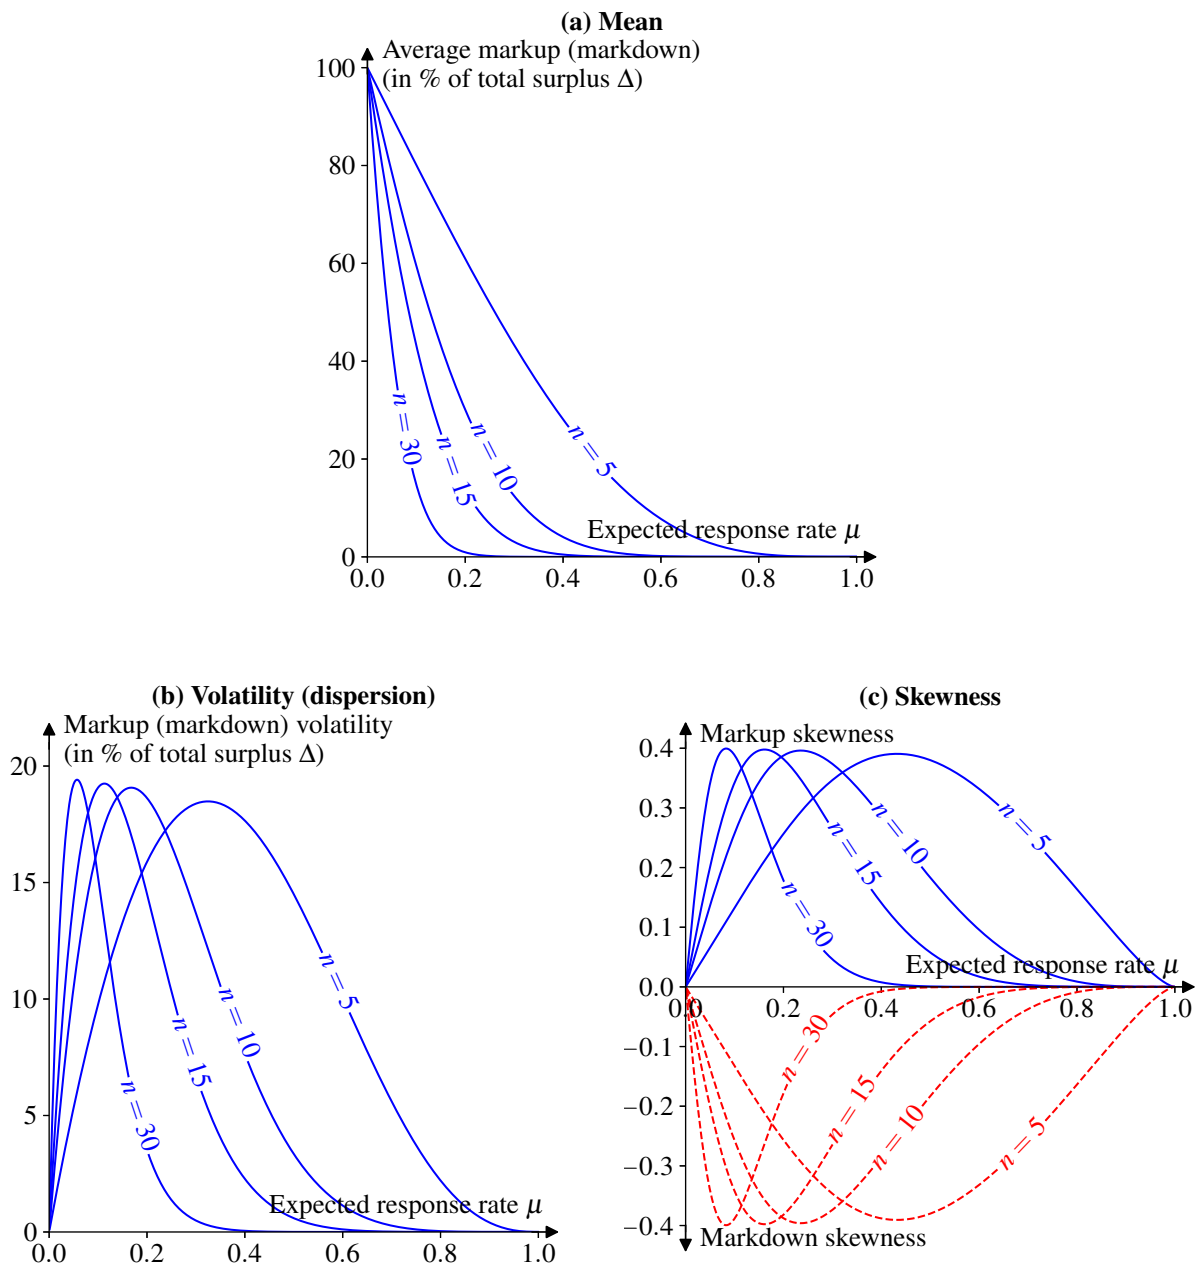 (a) Mean
Average markup (markdown)
(in % of total surplus Δ)
100
80
60
40
20
0
n = 30
n = 15
n = 10
n = 5
Expected response rate μ
0.0 0.2 0.4 0.6 0.8 1.0
(b) Volatility (dispersion)
Markup (markdown) volatility
(in % of total surplus Δ)
20
15
10
5
0
n = 30
n = 15
n = 10
n = 5
Expected response rate μ
0.0 0.2 0.4 0.6 0.8 1.0
(c) Skewness
Markup skewness
0.4
0.3
0.2
0.1
0.0
−0.1
−0.2
−0.3
−0.4
n = 30
n = 15
n = 10
n = 5
Expected response rate μ
0.0 0.2 0.4 0.6 0.8 1.0
n = 30
n = 15
n = 10
n = 5
Markdown skewness